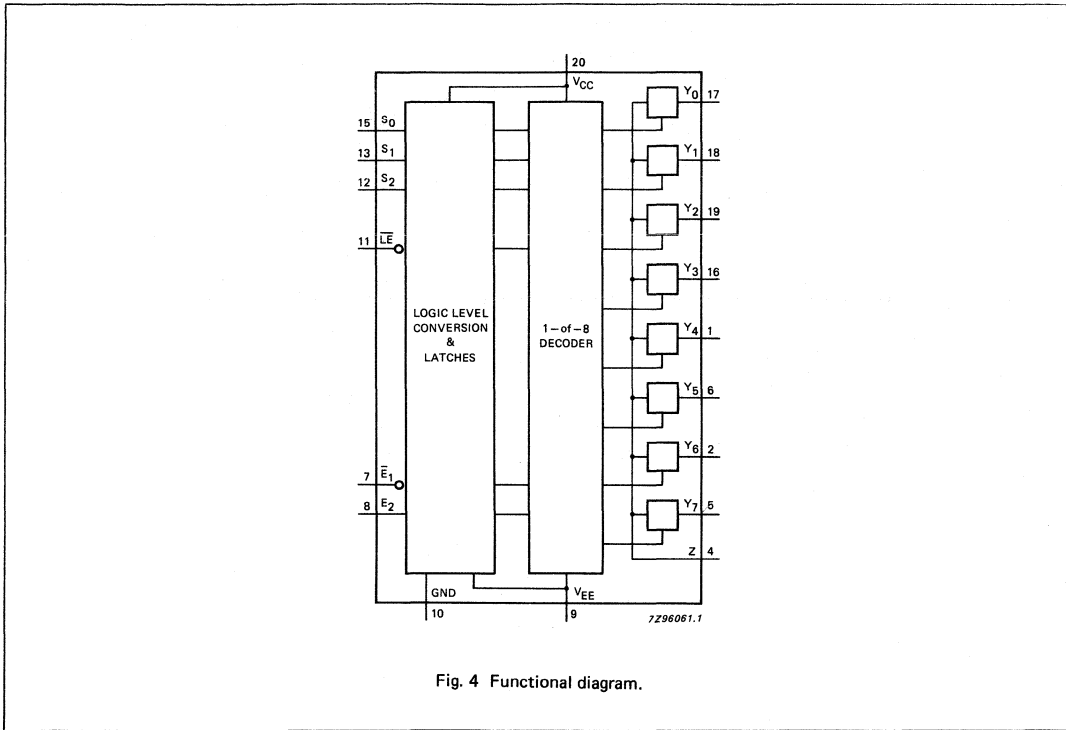 20
VCC
Y0 17
15 S0
13 S1
Y1 18
12 S2
Y2 19
11 LE
Y3 16
LOGIC LEVEL
CONVERSION
&
LATCHES
1-of-8
DECODER
Y4 1
Y5 6
Y6 2
7 E1
8 E2
Y7 5
Z 4
GND
VEE
10
9
7Z96061.1
Fig. 4 Functional diagram.